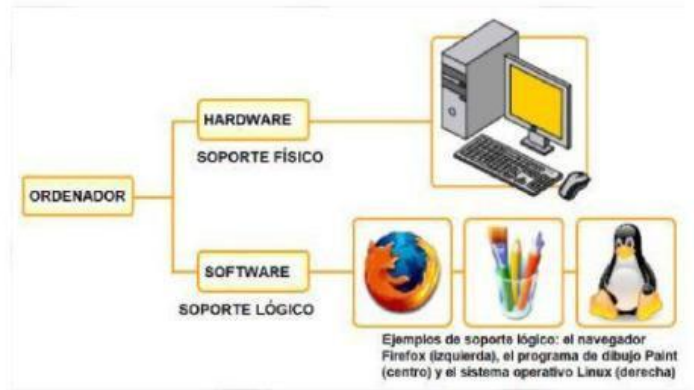 HARDWARE
SOPORTE FÍSICO
ORDENADOR
SOFTWARE
SOPORTE LÓGICO
Ejemplos de soporte lógico: el navegador
Firefox (izquierda), el programa de dibujo Paint
(centro) y el sistema operativo Linux (derecha)